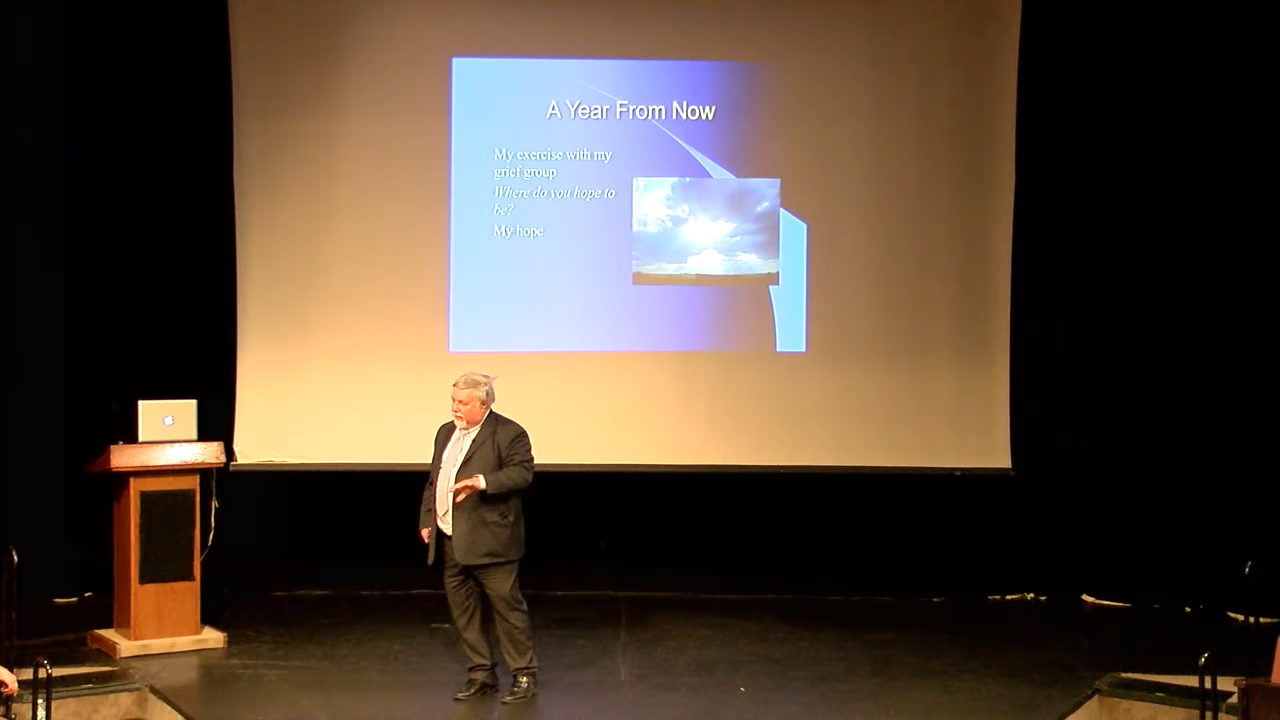 A Year From Now
My exercise with my
grief group
Where do you hope to
be?
My hope